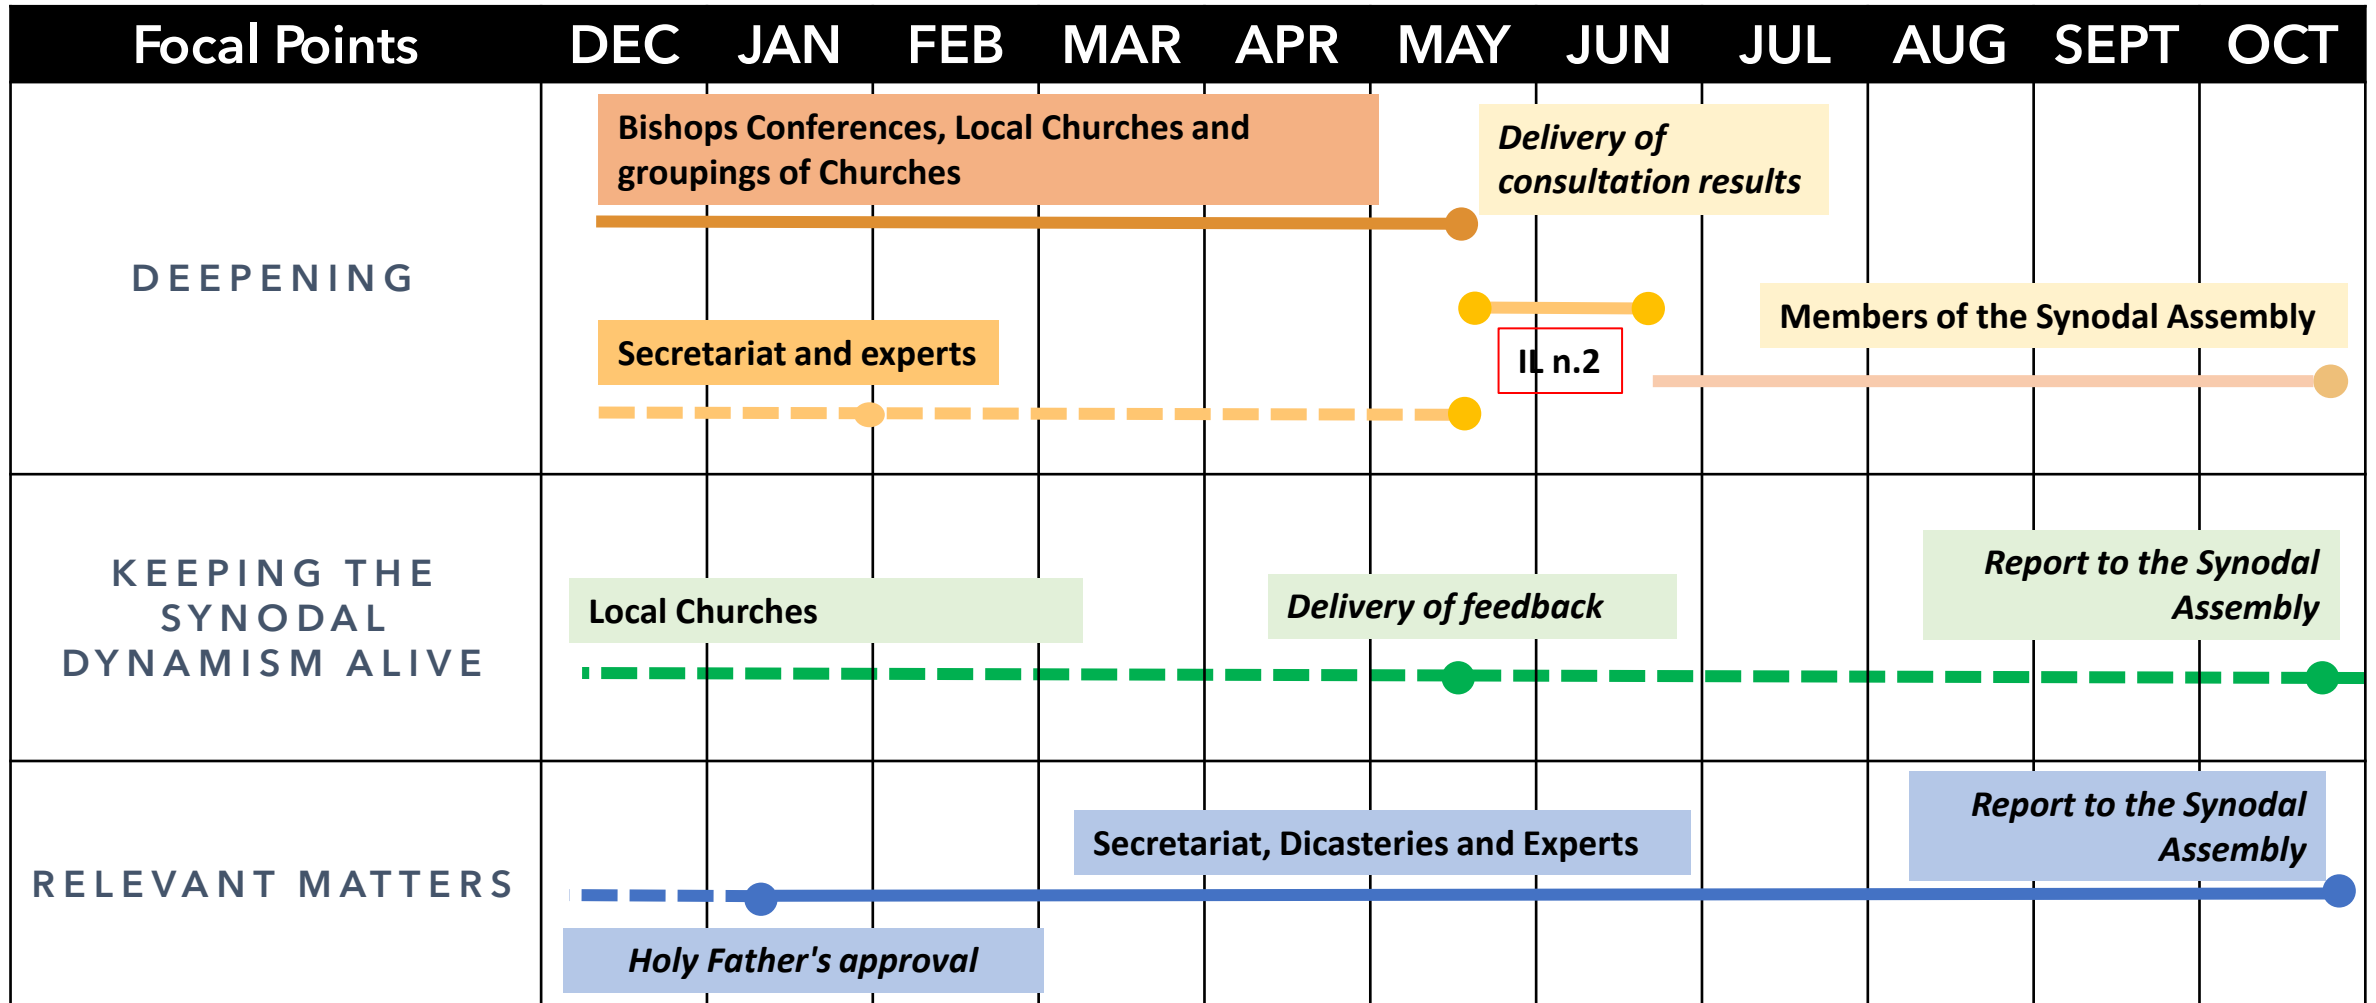 Focal Points DEC JAN FEB MAR APR MAY JUN JUL AUG SEPT OCT
DEEPENING
Bishops Conferences, Local Churches and
groupings of Churches
Delivery of
consultation results
Secretariat and experts
IL n.2
Members of the Synodal Assembly
KEEPING THE
SYNODAL
DYNAMISM ALIVE
Local Churches
Delivery of feedback
Report to the Synodal
Assembly
RELEVANT MATTERS
Holy Father's approval
Secretariat, Dicasteries and Experts
Report to the Synodal
Assembly